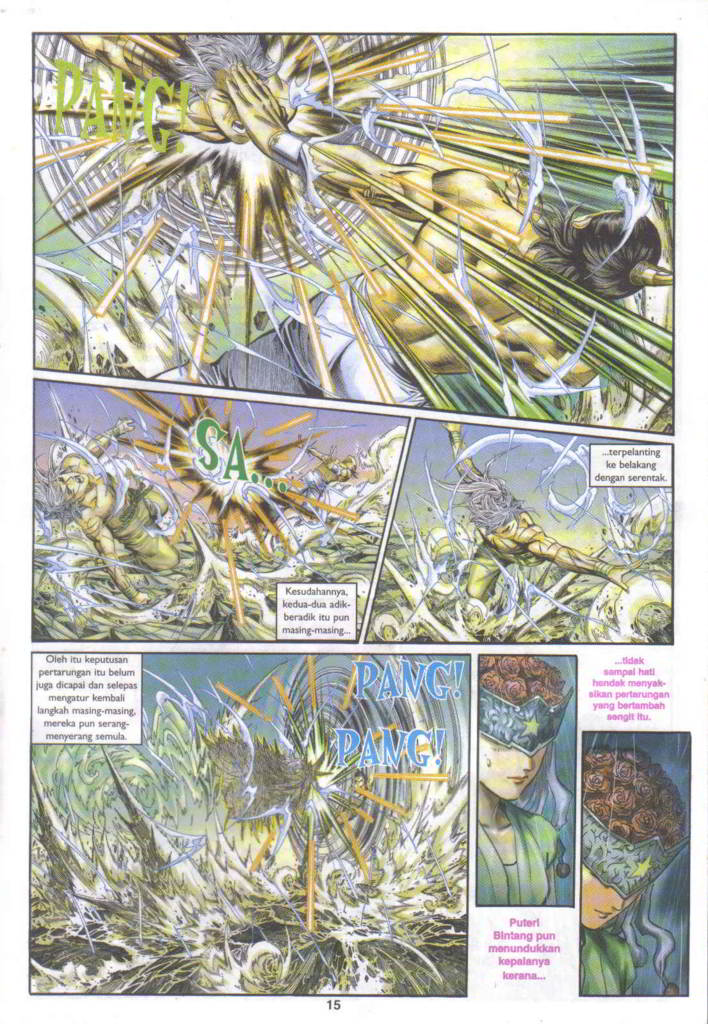 PANG!
SA...
Kesudahannya,
kedua-dua adik-
beradik itu pun
masing-masing...
...terpelanting
ke belakang
dengan serentak.
Oleh itu keputusan
pertarungan itu belum
juga dicapai dan selepas
mengatur kembali
langkah masing-masing,
mereka pun serang-
menyerang semula.
PANG!
PANG!
Puteri
Bintang pun
menundukkan
kepalanya
kerana...
...tidak
sampai hati
hendak menyak-
sikan pertarungan
yang bertambah
sengit itu.
15